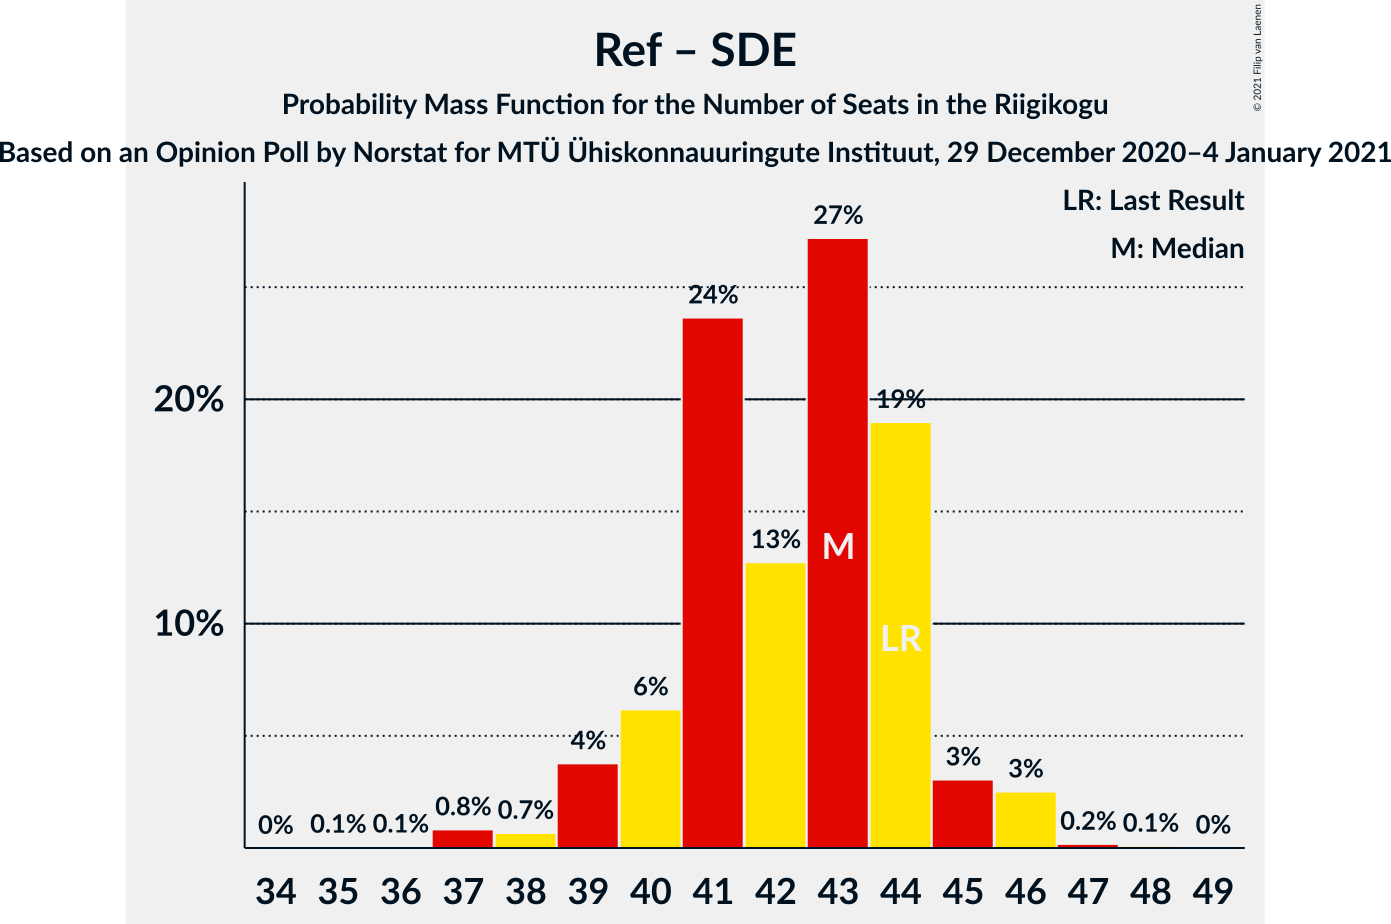 Ref – SDE
Probability Mass Function for the Number of Seats in the Riigikogu
Based on an Opinion Poll by Norstat for MTÜ Ühiskonnauuringute Instituut, 29 December 2020–4 January 2021
© 2021 Filip van Laenen
LR: Last Result
M: Median
27%
24%
20%
19%
13%
M
10%
LR
6%
4%
3%
3%
0.8%
0.7%
0%
0.1%
0.1%
0.2%
0.1%
0%
34 35 36 37 38 39 40 41 42 43 44 45 46 47 48 49